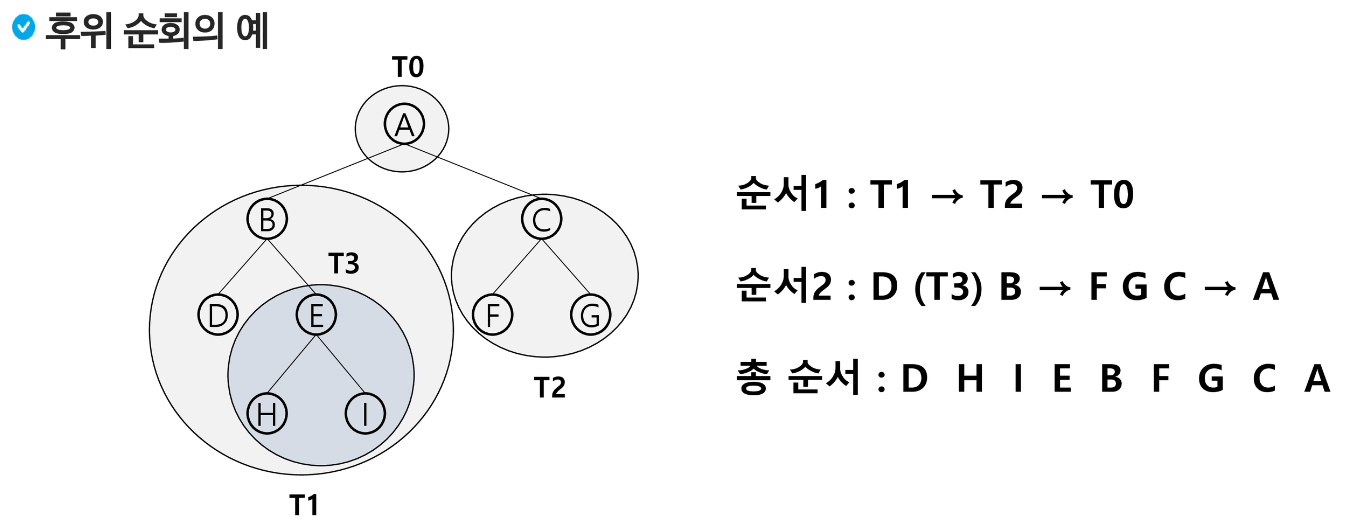 후위 순회의 예
T0
A
B
C
T3
D
E
F
G
H
I
T2
T1
순서1 : T1 → T2 → T0
순서2 : D (T3) B → F G C → A
총 순서 : D H I E B F G C A